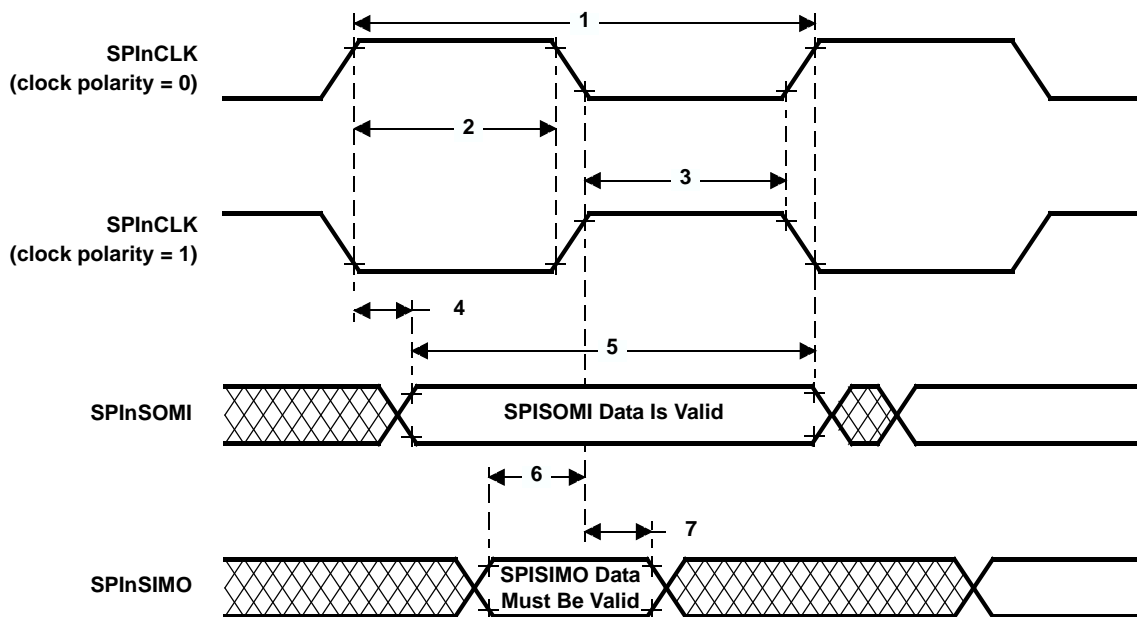 1
SPInCLK
(clock polarity = 0)
2
3
SPInCLK
(clock polarity = 1)
4
5
SPInSOMI
SPISOMI Data Is Valid
6
7
SPInSIMO
SPISIMO Data
Must Be Valid